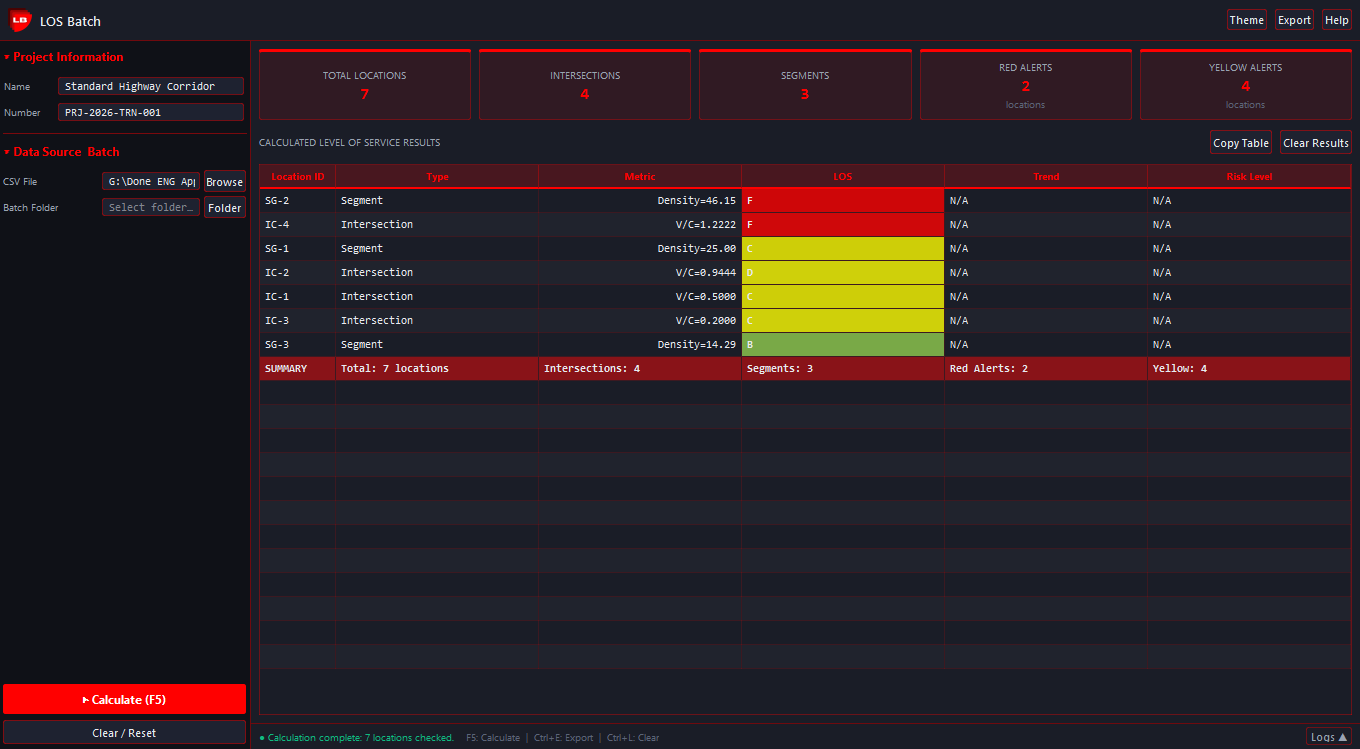 LB LOS Batch Theme Export Help
▾ Project Information
Name Standard Highway Corridor
Number PRJ-2026-TRN-001
▾ Data Source Batch
CSV File G:\Done ENG Ap Browse
Batch Folder Select folder… Folder
▸ Calculate (F5)
Clear / Reset
TOTAL LOCATIONS
7
INTERSECTIONS
4
SEGMENTS
3
RED ALERTS
2
locations
YELLOW ALERTS
4
locations
CALCULATED LEVEL OF SERVICE RESULTS Copy Table Clear Results
Location ID Type Metric LOS Trend Risk Level
SG-2 Segment Density=46.15 F N/A N/A
IC-4 Intersection V/C=1.2222 F N/A N/A
SG-1 Segment Density=25.00 C N/A N/A
IC-2 Intersection V/C=0.9444 D N/A N/A
IC-1 Intersection V/C=0.5000 C N/A N/A
IC-3 Intersection V/C=0.2000 C N/A N/A
SG-3 Segment Density=14.29 B N/A N/A
SUMMARY Total: 7 locations Intersections: 4 Segments: 3 Red Alerts: 2 Yellow: 4
● Calculation complete: 7 locations checked. F5: Calculate | Ctrl+E: Export | Ctrl+L: Clear Logs ▲